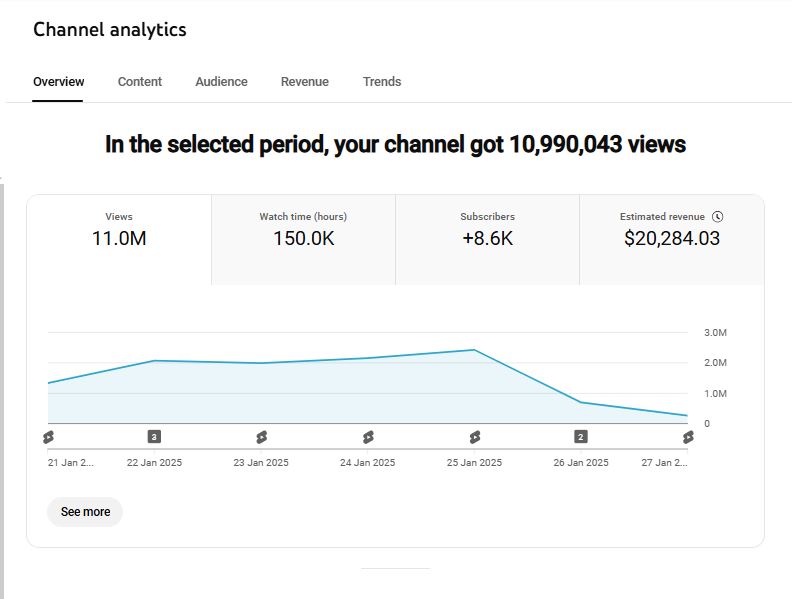 Channel analytics
Overview Content Audience Revenue Trends
In the selected period, your channel got 10,990,043 views
Views Watch time (hours) Subscribers Estimated revenue
11.0M 150.0K +8.6K $20,284.03
3.0M
2.0M
1.0M
0
3 2
21 Jan 2... 22 Jan 2025 23 Jan 2025 24 Jan 2025 25 Jan 2025 26 Jan 2025 27 Jan 2...
See more